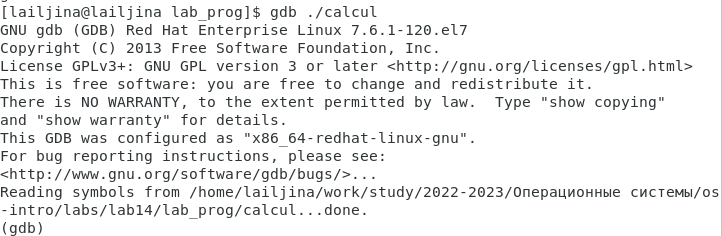 [lailjina@lailjina lab_prog]$ gdb ./calcul
GNU gdb (GDB) Red Hat Enterprise Linux 7.6.1-120.el7
Copyright (C) 2013 Free Software Foundation, Inc.
License GPLv3+: GNU GPL version 3 or later <http://gnu.org/licenses/gpl.html>
This is free software: you are free to change and redistribute it.
There is NO WARRANTY, to the extent permitted by law.  Type "show copying"
and "show warranty" for details.
This GDB was configured as "x86_64-redhat-linux-gnu".
For bug reporting instructions, please see:
<http://www.gnu.org/software/gdb/bugs/>...
Reading symbols from /home/lailjina/work/study/2022-2023/Операционные системы/os
-intro/labs/lab14/lab_prog/calcul...done.
(gdb)